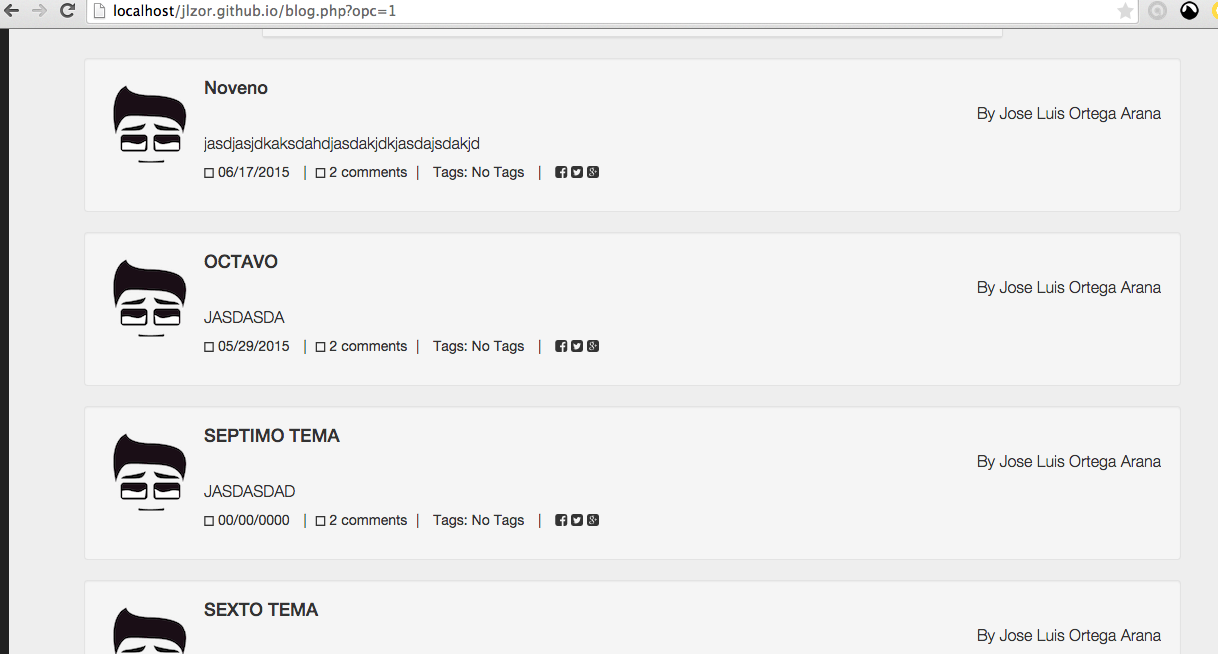 localhost/jlzor.github.io/blog.php?opc=1
Noveno
By Jose Luis Ortega Arana
jasdjasjdkaksdahdjasdakjdkjasdajsdakjd
06/17/2015 | 2 comments | Tags: No Tags |
OCTAVO
By Jose Luis Ortega Arana
JASDASDA
05/29/2015 | 2 comments | Tags: No Tags |
SEPTIMO TEMA
By Jose Luis Ortega Arana
JASDASDAD
00/00/0000 | 2 comments | Tags: No Tags |
SEXTO TEMA
By Jose Luis Ortega Arana